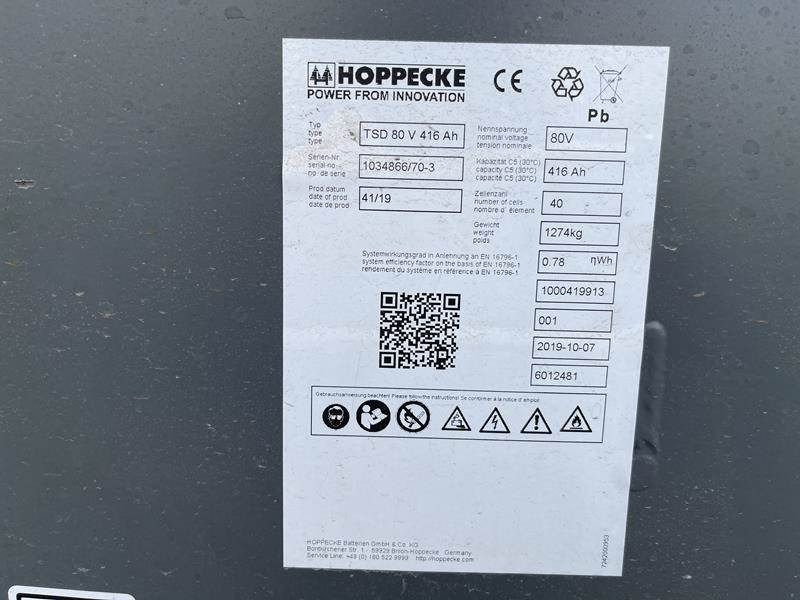 HOPPECKE
POWER FROM INNOVATION
CE
Pb
Typ
type
type
TSD 80 V 416 Ah
Nennspannung
nominal voltage
tension nominale
80V
Serien-Nr.
serial-no.
no. de serie
1034866/70-3
Kapazität C5 (30°C)
capacity C5 (30°C)
capacité C5 (30°C)
416 Ah
Prod.datum
date of prod
date de prod
41/19
Zellenzahl
number of cells
nombre d' élement
40
Gewicht
weight
poids
1274kg
Systemwirkungsgrad in Anlehnung an EN 16796-1
system efficiency factor on the basis of EN 16796-1
rendement du système en référence à EN 16796-1
0.78 ηWh
1000419913
001
2019-10-07
6012481
Gebrauchsanweisung beachten! Please follow the instructions! Se conformer à la notice d' emploi!
HOPPECKE Batterien GmbH & Co. KG
Bontkirchener Str. 1 - 59929 Brilon-Hoppecke Germany
Service Line: +49 (0) 180 522 9999 http://hoppecke.com
7242000953